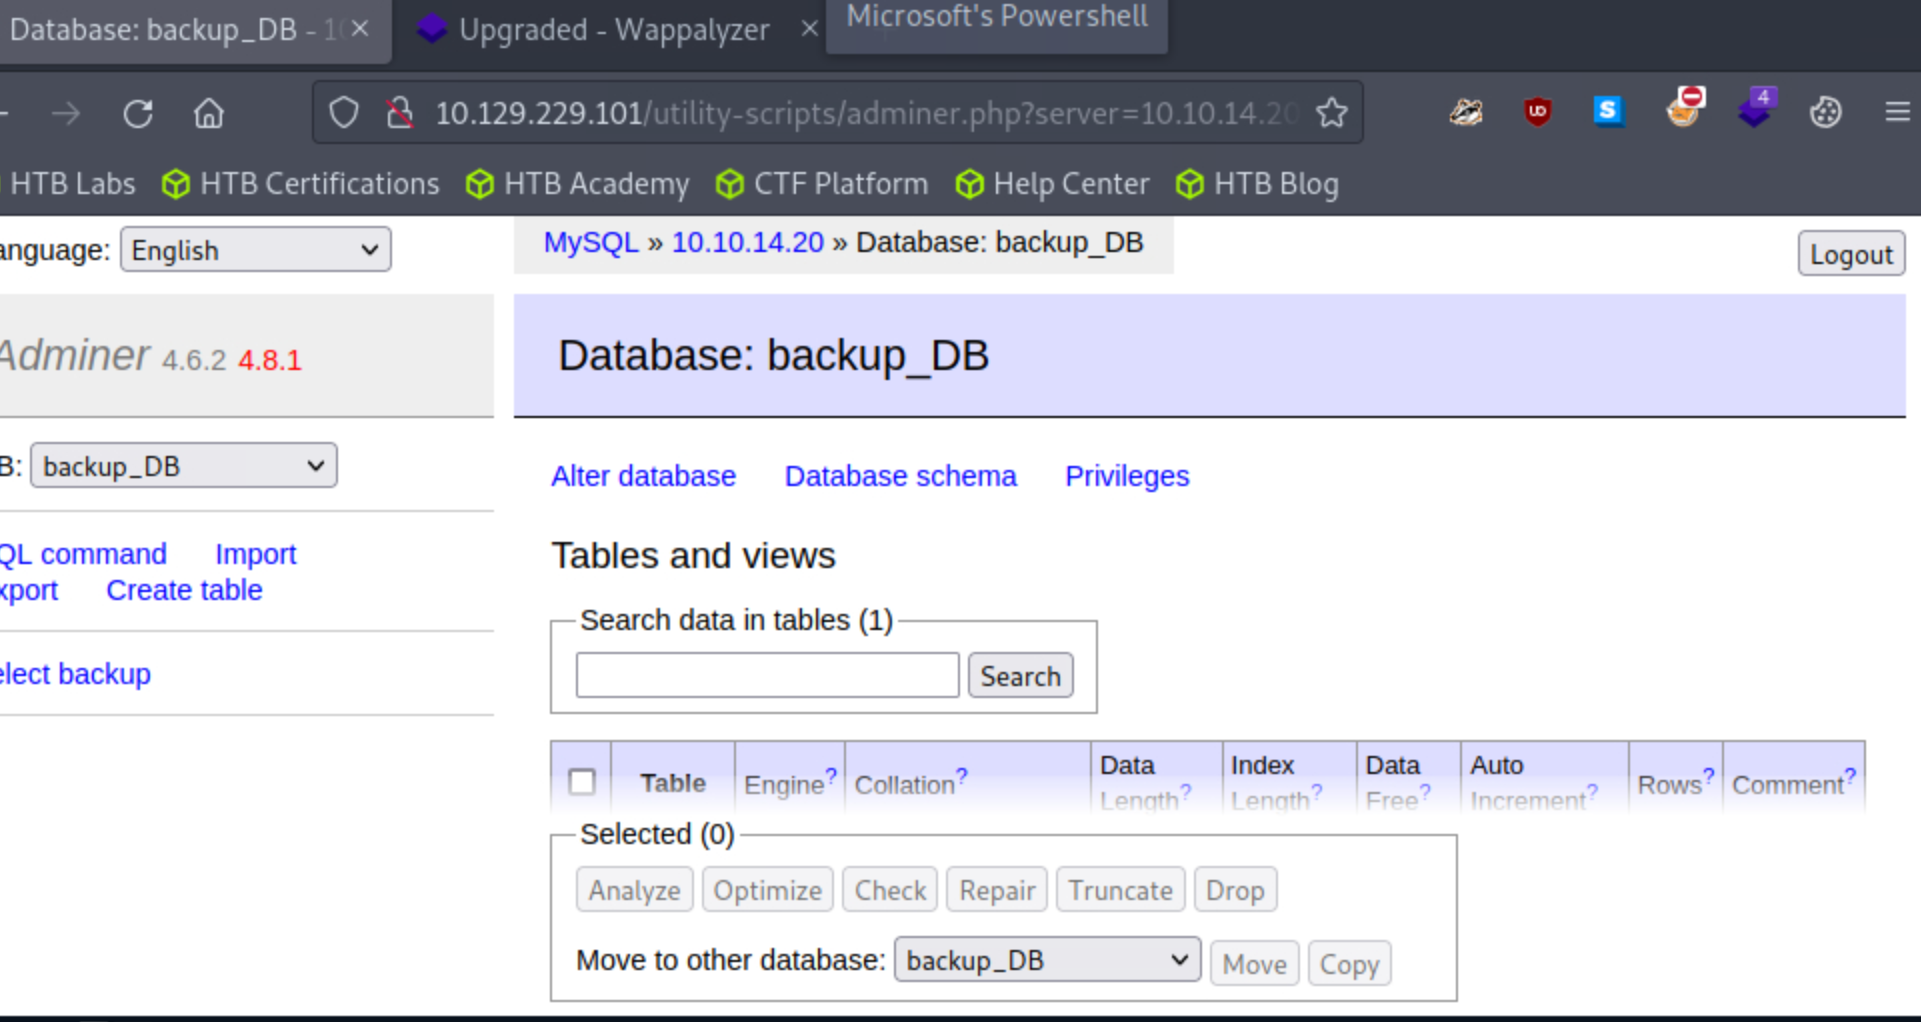 Database: backup_DB - 10
Upgraded - Wappalyzer
Microsoft's Powershell
10.129.229.101/utility-scripts/adminer.php?server=10.10.14.20
4
HTB Labs HTB Certifications HTB Academy CTF Platform Help Center HTB Blog
anguage: English
MySQL » 10.10.14.20 » Database: backup_DB
Logout
Adminer 4.6.2 4.8.1
Database: backup_DB
B: backup_DB
Alter database Database schema Privileges
QL command Import
xport Create table
elect backup
Tables and views
Search data in tables (1)
Search
Table Engine? Collation? Data Length? Index Length? Data Free? Auto Increment? Rows? Comment?
Selected (0)
Analyze Optimize Check Repair Truncate Drop
Move to other database: backup_DB Move Copy